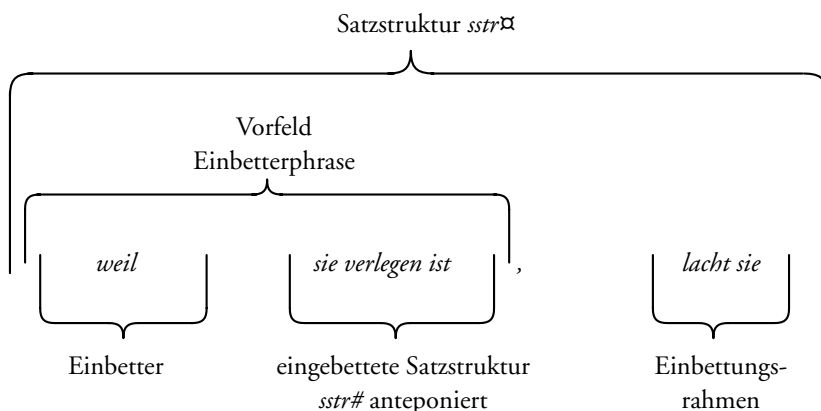 Satzstruktur sstr¤
Vorfeld
Einbetterphrase
weil sie verlegen ist , lacht sie
Einbetter eingebettete Satzstruktur Einbettungs-
sstr# anteponiert rahmen